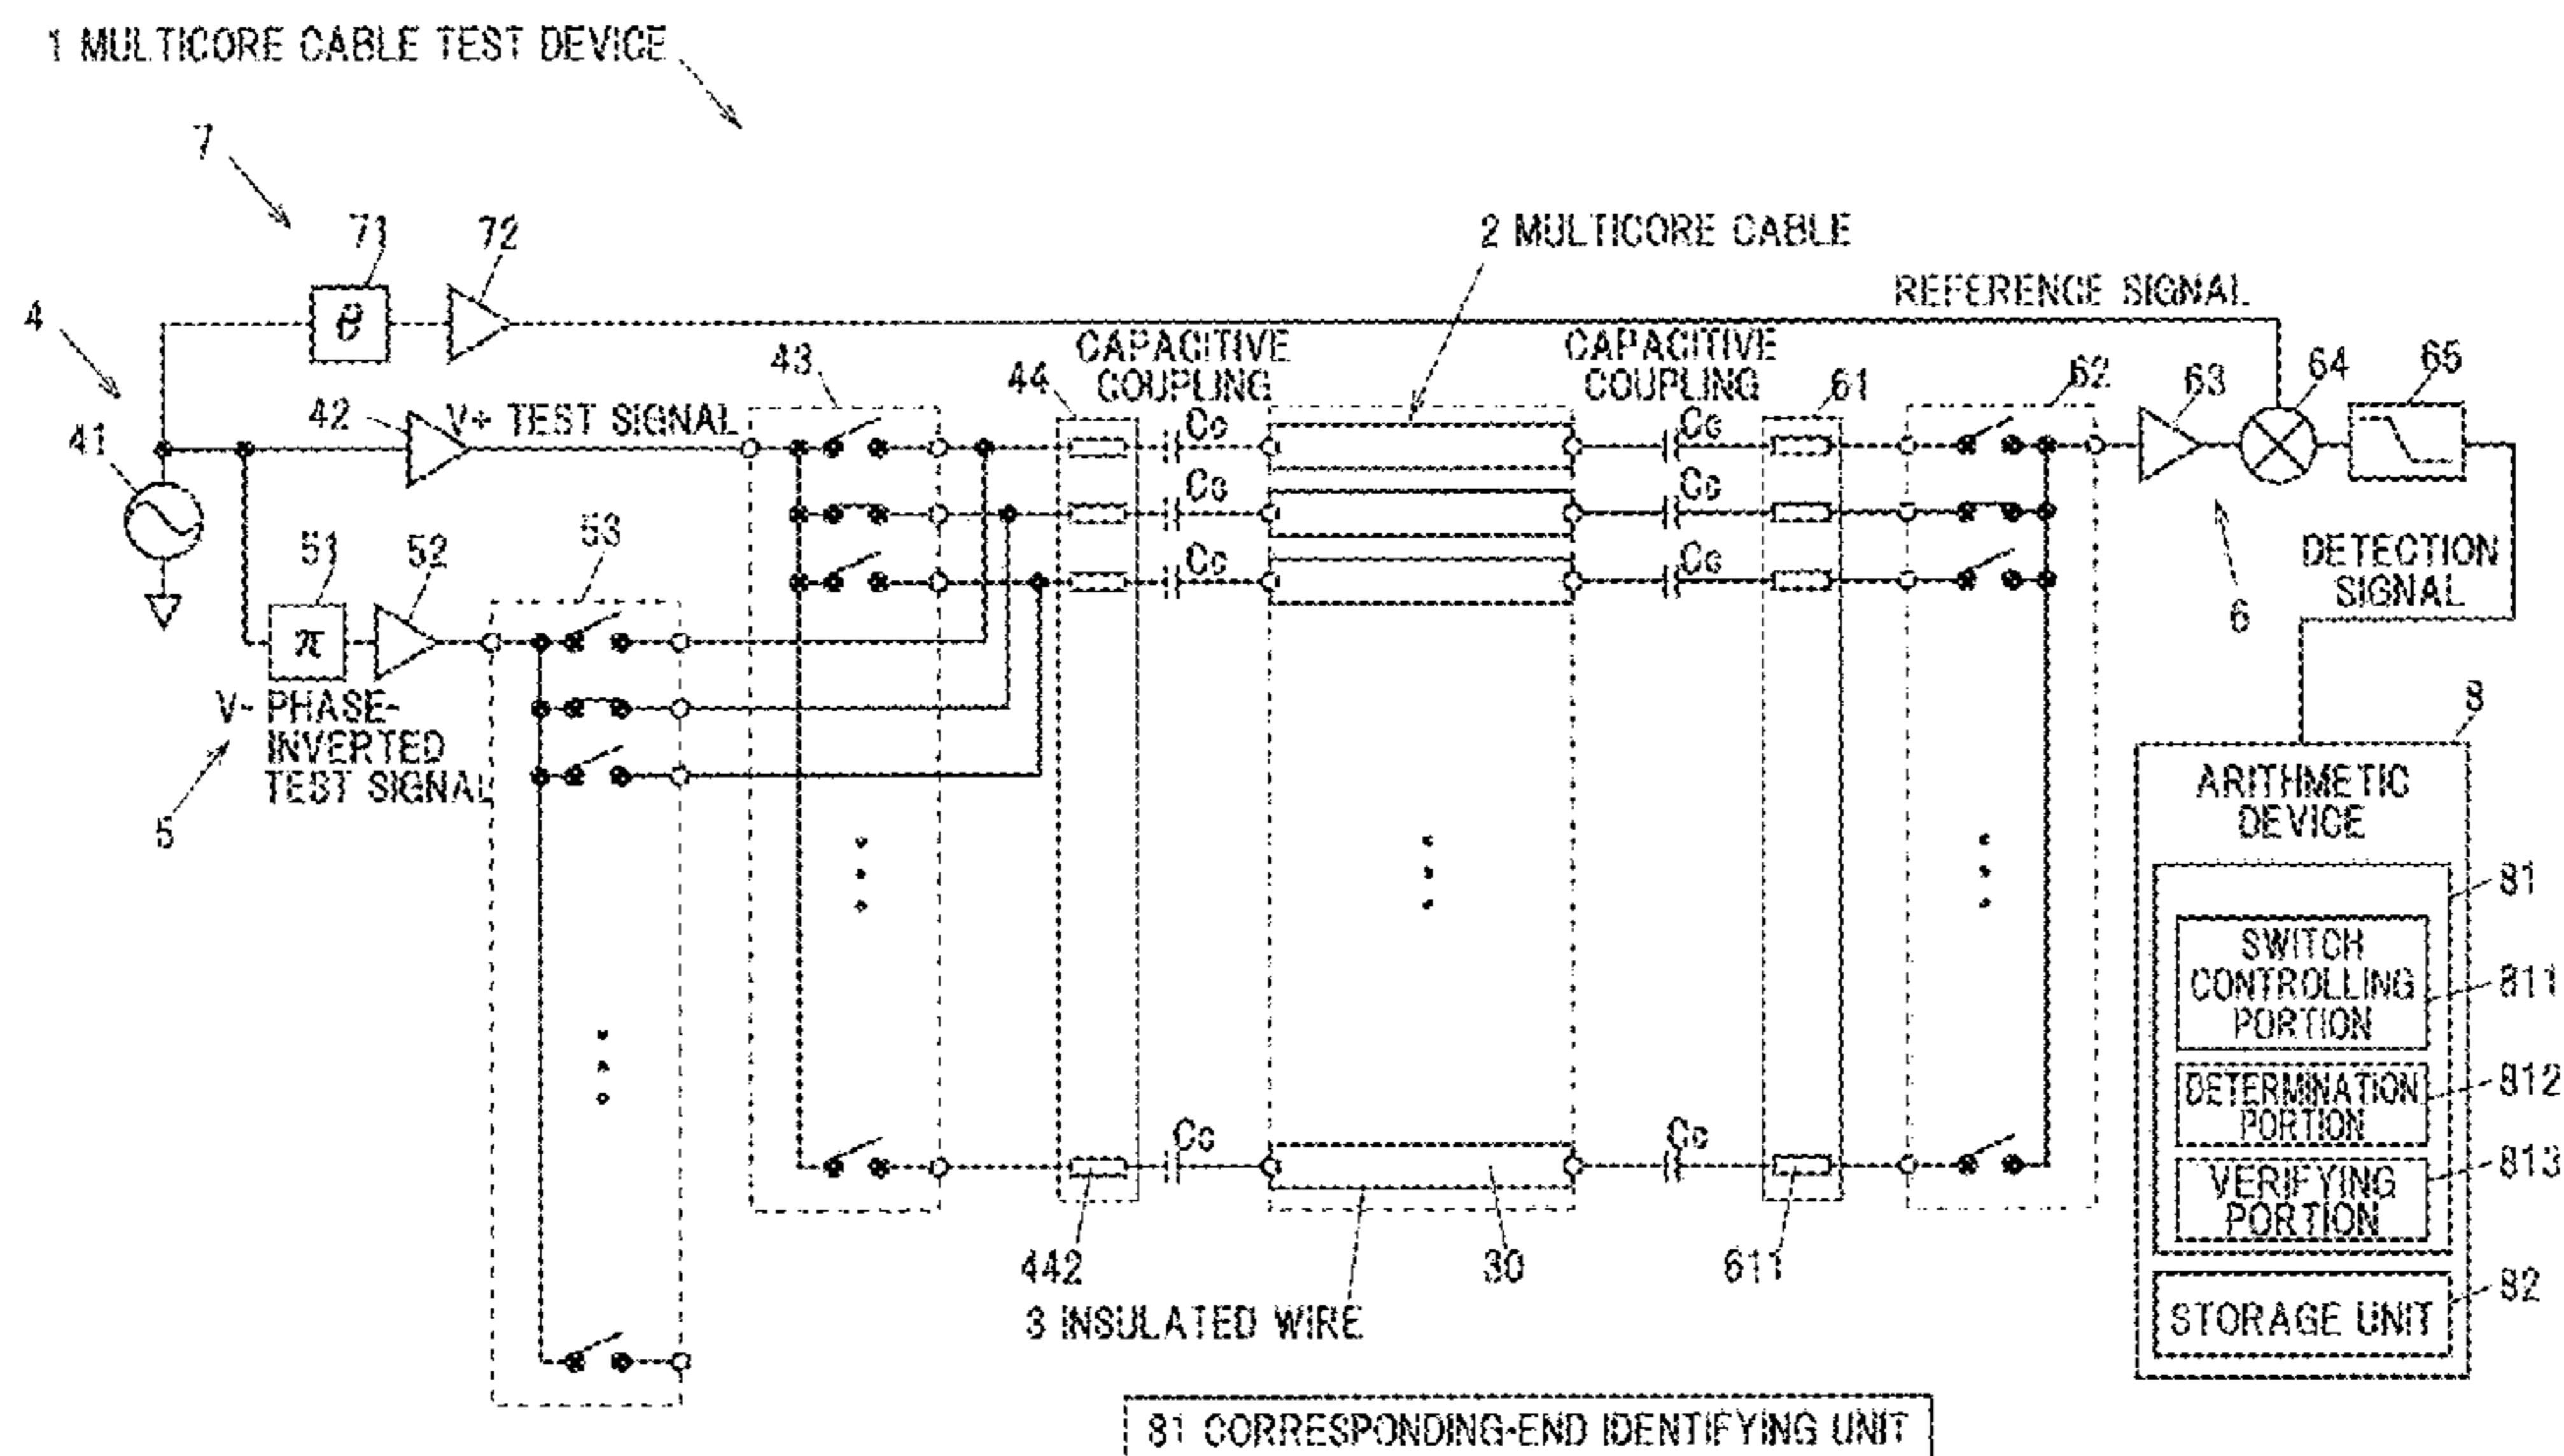 1 MULTICORE CABLE TEST DEVICE
7
71
72
2 MULTICORE CABLE
REFERENCE SIGNAL
4
θ
CAPACITIVE
COUPLING
CAPACITIVE
COUPLING
41
42
V+ TEST SIGNAL
43
44
61
62
63
64
65
Cc
Cc
Cc
Cc
Cc
Cc
51
52
53
π
V- PHASE-
INVERTED
TEST SIGNAL
5
6
DETECTION
SIGNAL
8
ARITHMETIC
DEVICE
81
SWITCH
CONTROLLING
PORTION
811
DETERMINATION
PORTION
812
VERIFYING
PORTION
813
STORAGE UNIT
82
Cc
Cc
442
30
611
3 INSULATED WIRE
81 CORRESPONDING-END IDENTIFYING UNIT